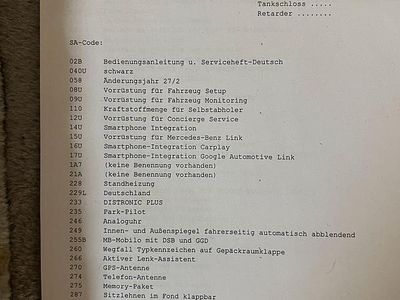 Tankschloss .....
Retarder ........
SA-Code:
02B Bedienungsanleitung u. Serviceheft-Deutsch
040U schwarz
058 Änderungsjahr 27/2
08U Vorrüstung für Fahrzeug Setup
09U Vorrüstung für Fahrzeug Monitoring
110 Kraftstoffmenge für Selbstabholer
12U Vorrüstung für Concierge Service
14U Smartphone Integration
15U Vorrüstung für Mercedes-Benz Link
16U Smartphone-Integration Carplay
17U Smartphone-Integration Google Automotive Link
1A7 (keine Benennung vorhanden)
21A (keine Benennung vorhanden)
228 Standheizung
229L Deutschland
233 DISTRONIC PLUS
235 Park-Pilot
246 Analoguhr
249 Innen- und Außenspiegel fahrerseitig automatisch abblendend
255B MB-Mobilo mit DSB und GGD
260 Wegfall Typkennzeichen auf Gepäckraumklappe
266 Aktiver Lenk-Assistent
270 GPS-Antenne
274 Telefon-Antenne
275 Memory-Paket
287 Sitzlehnen im Fond klappbar